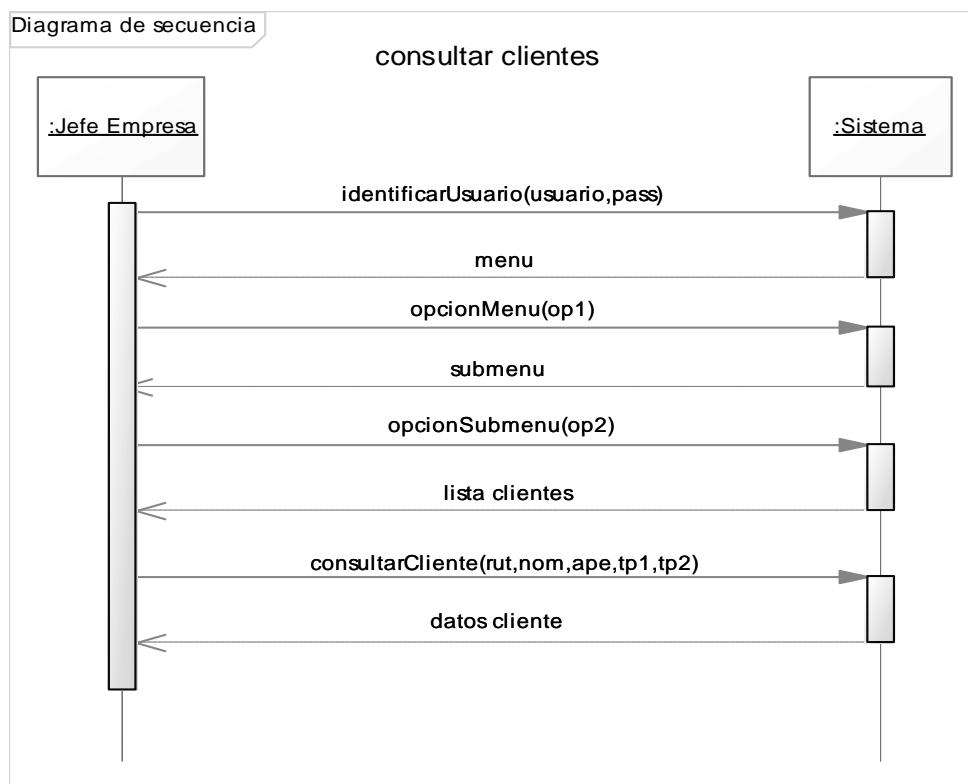 Diagrama de secuencia
consultar clientes
:Jefe Empresa
:Sistema
identificarUsuario(usuario,pass)
menu
opcionMenu(op1)
submenu
opcionSubmenu(op2)
lista clientes
consultarCliente(rut,nom,ape,tp1,tp2)
datos cliente